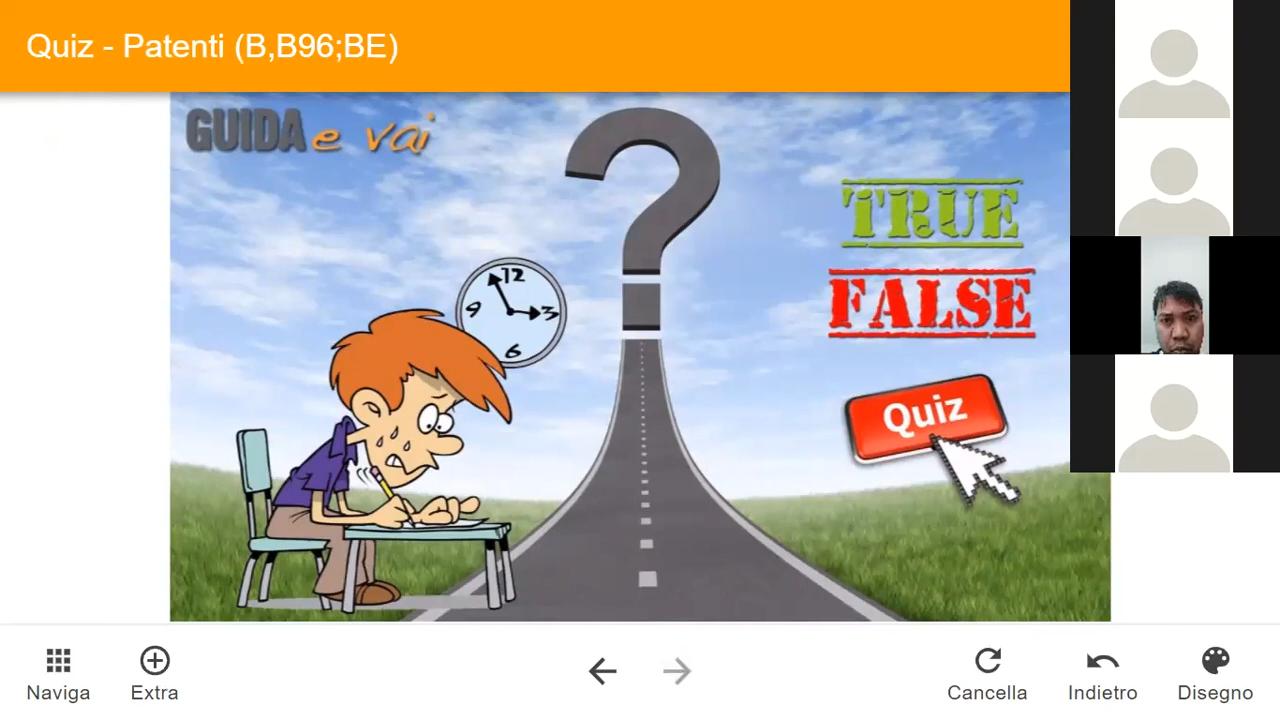 Quiz - Patenti (B,B96;BE)
GUIDA e vai
TRUE
FALSE
12
9
3
6
Quiz
Naviga
Extra
Cancella
Indietro
Disegno